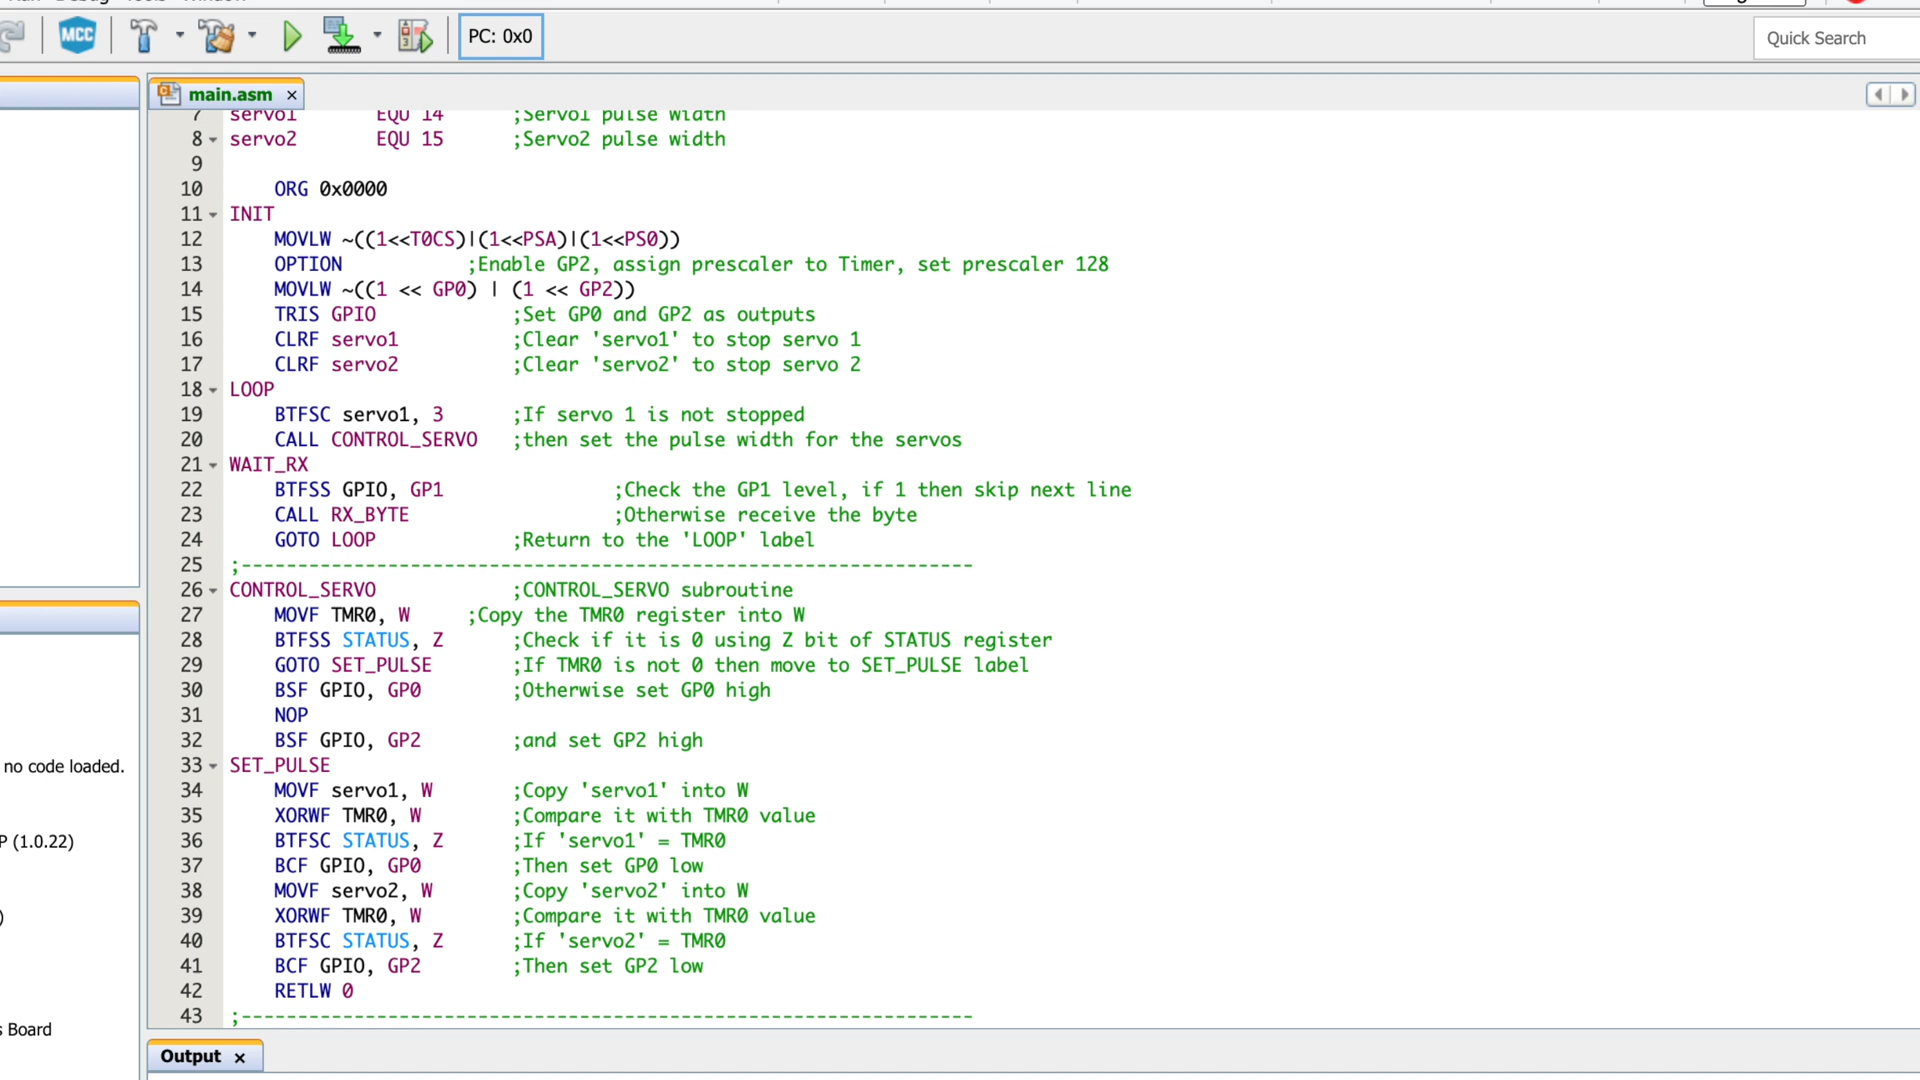 MCC
PC: 0x0
Quick Search
main.asm ×
7 servo1 EQU 14 ;Servo1 pulse width
8 servo2 EQU 15 ;Servo2 pulse width
9
10 ORG 0x0000
11 INIT
12 MOVLW ~((1<<T0CS)|(1<<PSA)|(1<<PS0))
13 OPTION ;Enable GP2, assign prescaler to Timer, set prescaler 128
14 MOVLW ~((1 << GP0) | (1 << GP2))
15 TRIS GPIO ;Set GP0 and GP2 as outputs
16 CLRF servo1 ;Clear 'servo1' to stop servo 1
17 CLRF servo2 ;Clear 'servo2' to stop servo 2
18 LOOP
19 BTFSC servo1, 3 ;If servo 1 is not stopped
20 CALL CONTROL_SERVO ;then set the pulse width for the servos
21 WAIT_RX
22 BTFSS GPIO, GP1 ;Check the GP1 level, if 1 then skip next line
23 CALL RX_BYTE ;Otherwise receive the byte
24 GOTO LOOP ;Return to the 'LOOP' label
25 ;-----------------------------------------------------------------
26 CONTROL_SERVO ;CONTROL_SERVO subroutine
27 MOVF TMR0, W ;Copy the TMR0 register into W
28 BTFSS STATUS, Z ;Check if it is 0 using Z bit of STATUS register
29 GOTO SET_PULSE ;If TMR0 is not 0 then move to SET_PULSE label
30 BSF GPIO, GP0 ;Otherwise set GP0 high
31 NOP
32 BSF GPIO, GP2 ;and set GP2 high
33 SET_PULSE
34 MOVF servo1, W ;Copy 'servo1' into W
35 XORWF TMR0, W ;Compare it with TMR0 value
36 BTFSC STATUS, Z ;If 'servo1' = TMR0
37 BCF GPIO, GP0 ;Then set GP0 low
38 MOVF servo2, W ;Copy 'servo2' into W
39 XORWF TMR0, W ;Compare it with TMR0 value
40 BTFSC STATUS, Z ;If 'servo2' = TMR0
41 BCF GPIO, GP2 ;Then set GP2 low
42 RETLW 0
43 ;-----------------------------------------------------------------
no code loaded.
P (1.0.22)
)
s Board
Output ×